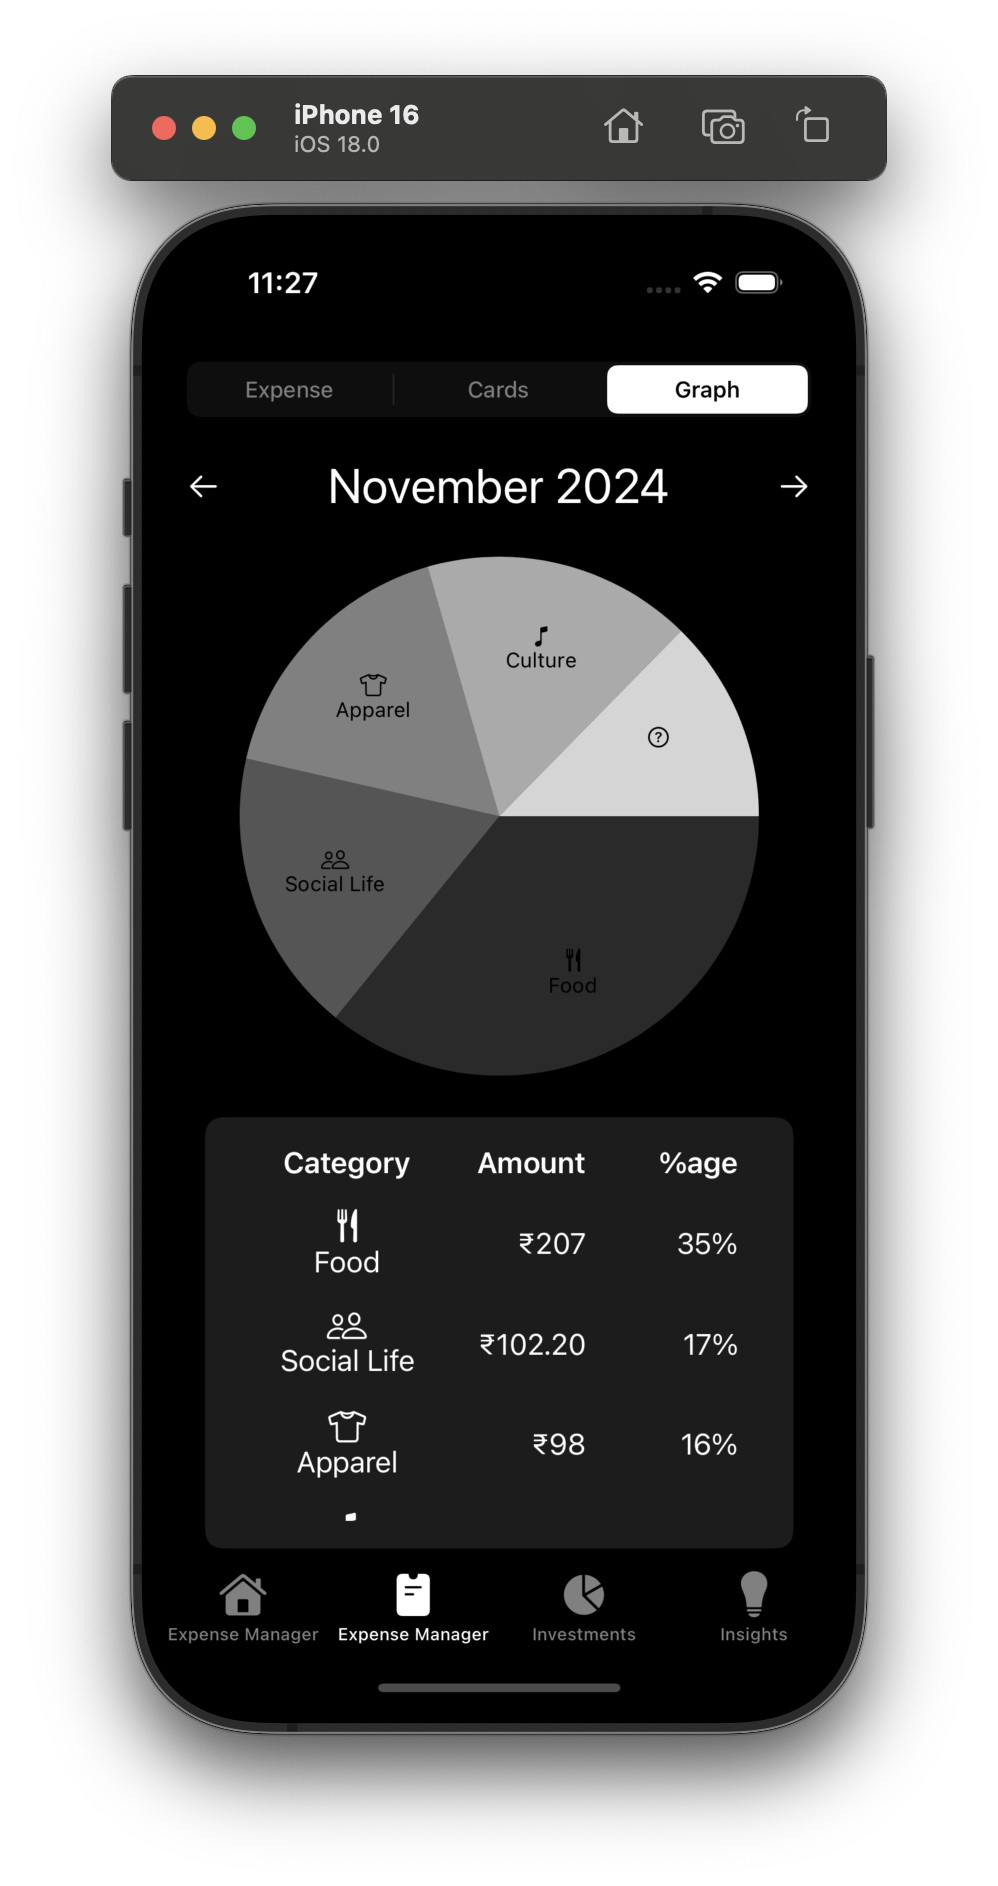 iPhone 16
iOS 18.0
11:27
Expense Cards Graph
← November 2024 →
Culture
Apparel
?
Social Life
Food
Category Amount %age
Food ₹207 35%
Social Life ₹102.20 17%
Apparel ₹98 16%
Expense Manager Expense Manager Investments Insights